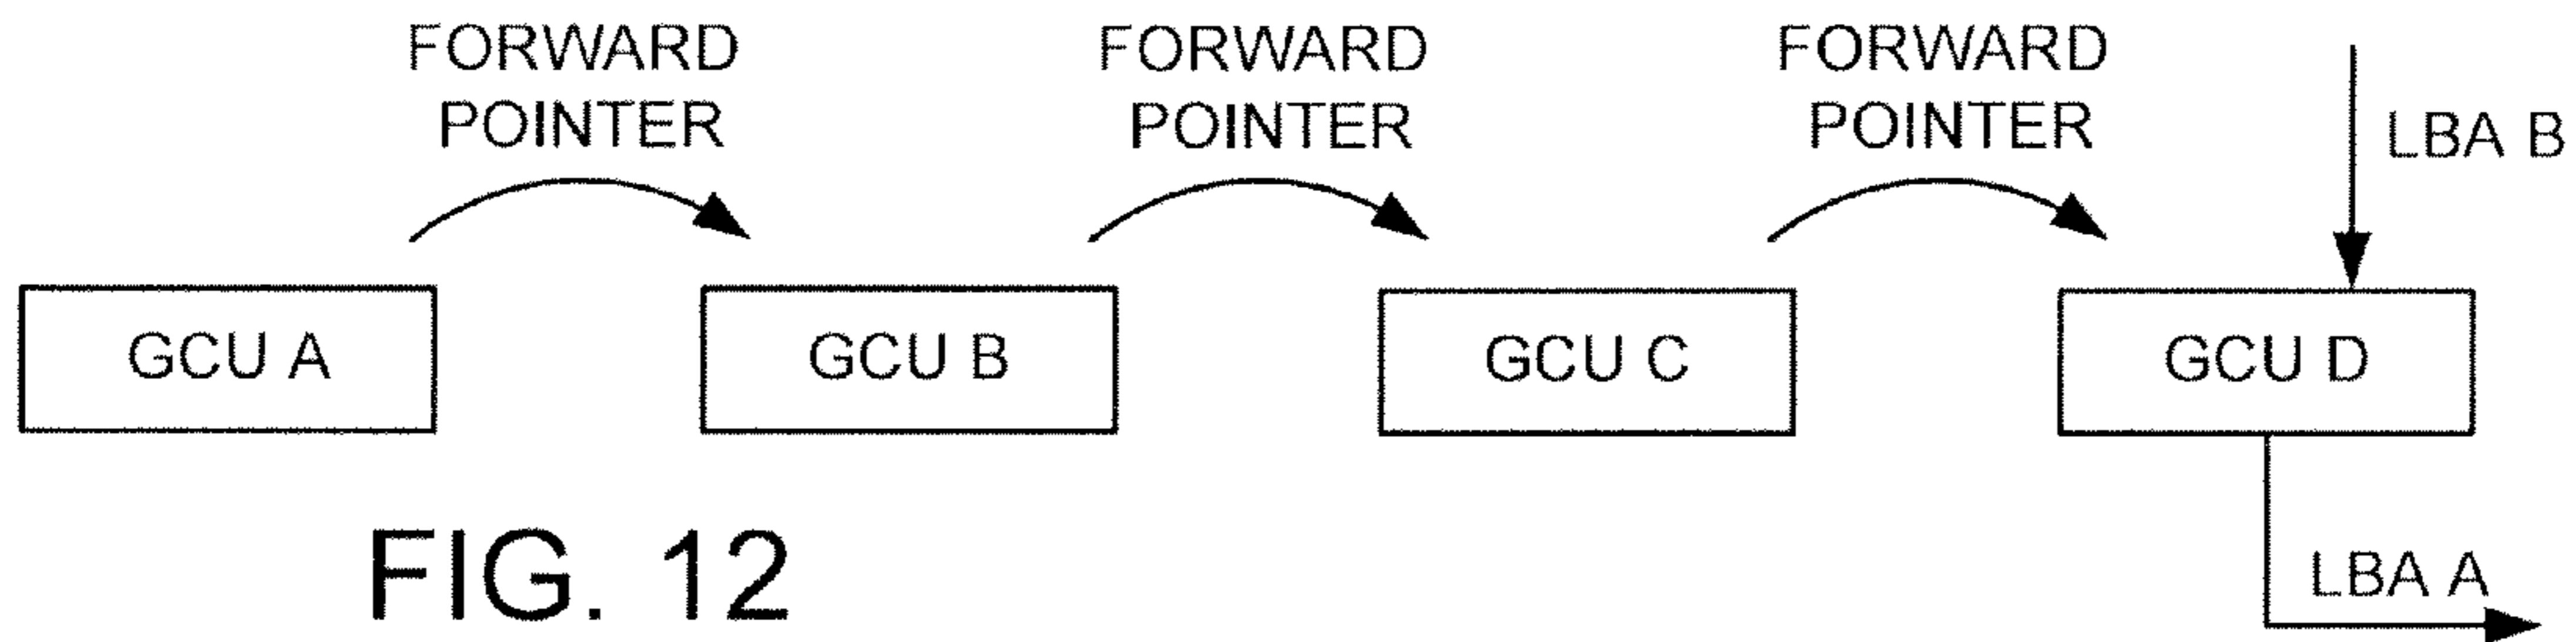 FORWARD
POINTER
FORWARD
POINTER
FORWARD
POINTER
LBA B
GCU A
GCU B
GCU C
GCU D
LBA A
FIG. 12